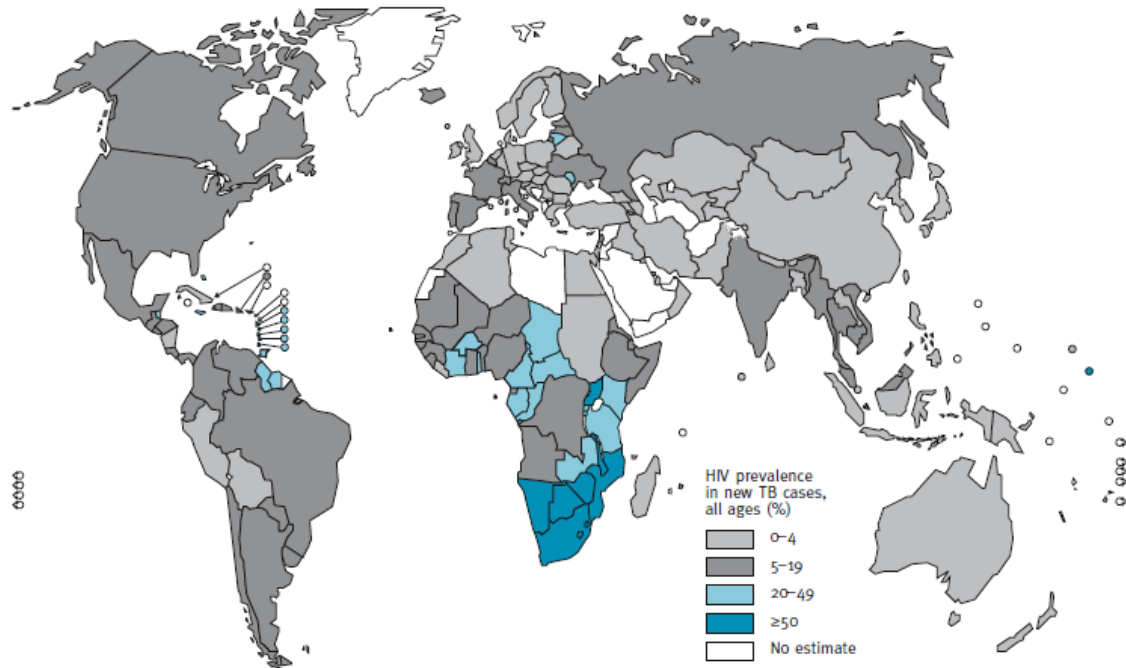 HIV prevalence
in new TB cases,
all ages (%)
0–4
5–19
20–49
≥50
No estimate